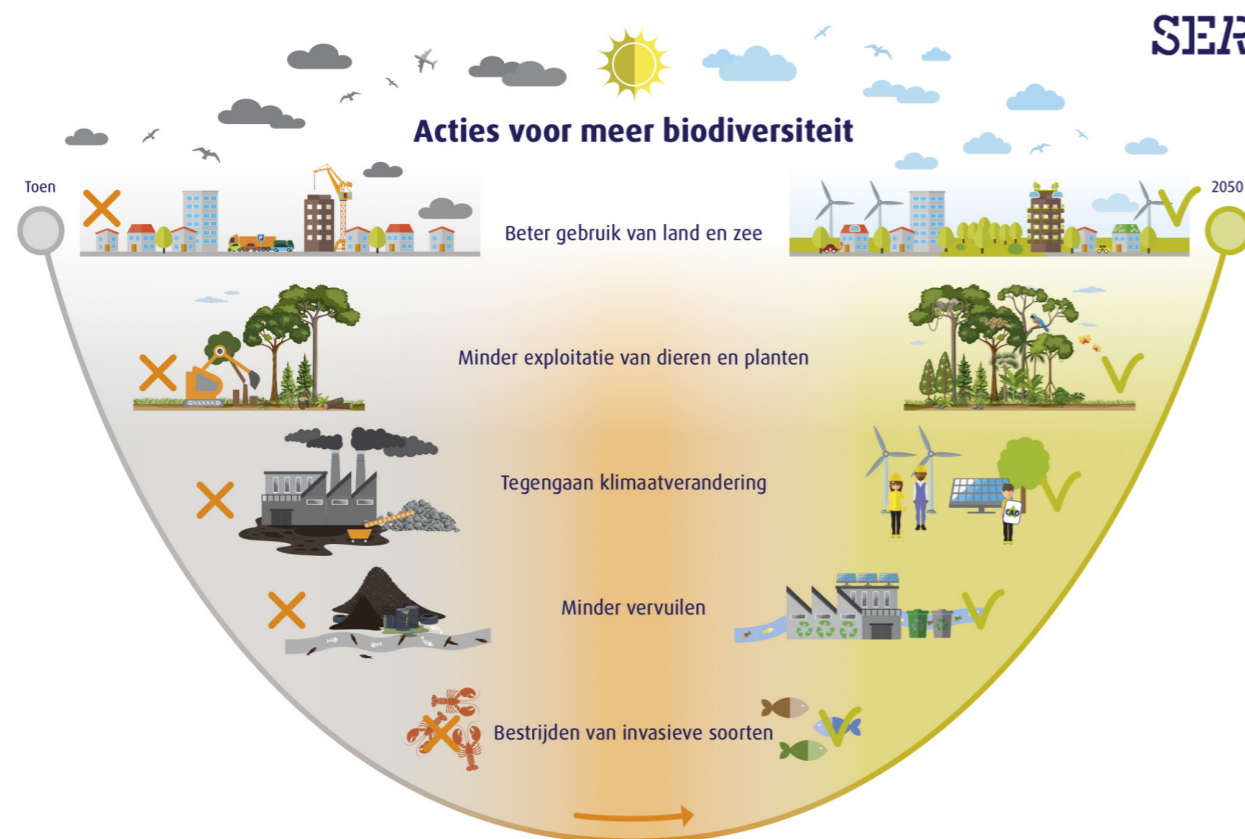 SER
Acties voor meer biodiversiteit
Toen
2050
Beter gebruik van land en zee
Minder exploitatie van dieren en planten
Tegengaan klimaatverandering
Minder vervuilen
Bestrijden van invasieve soorten